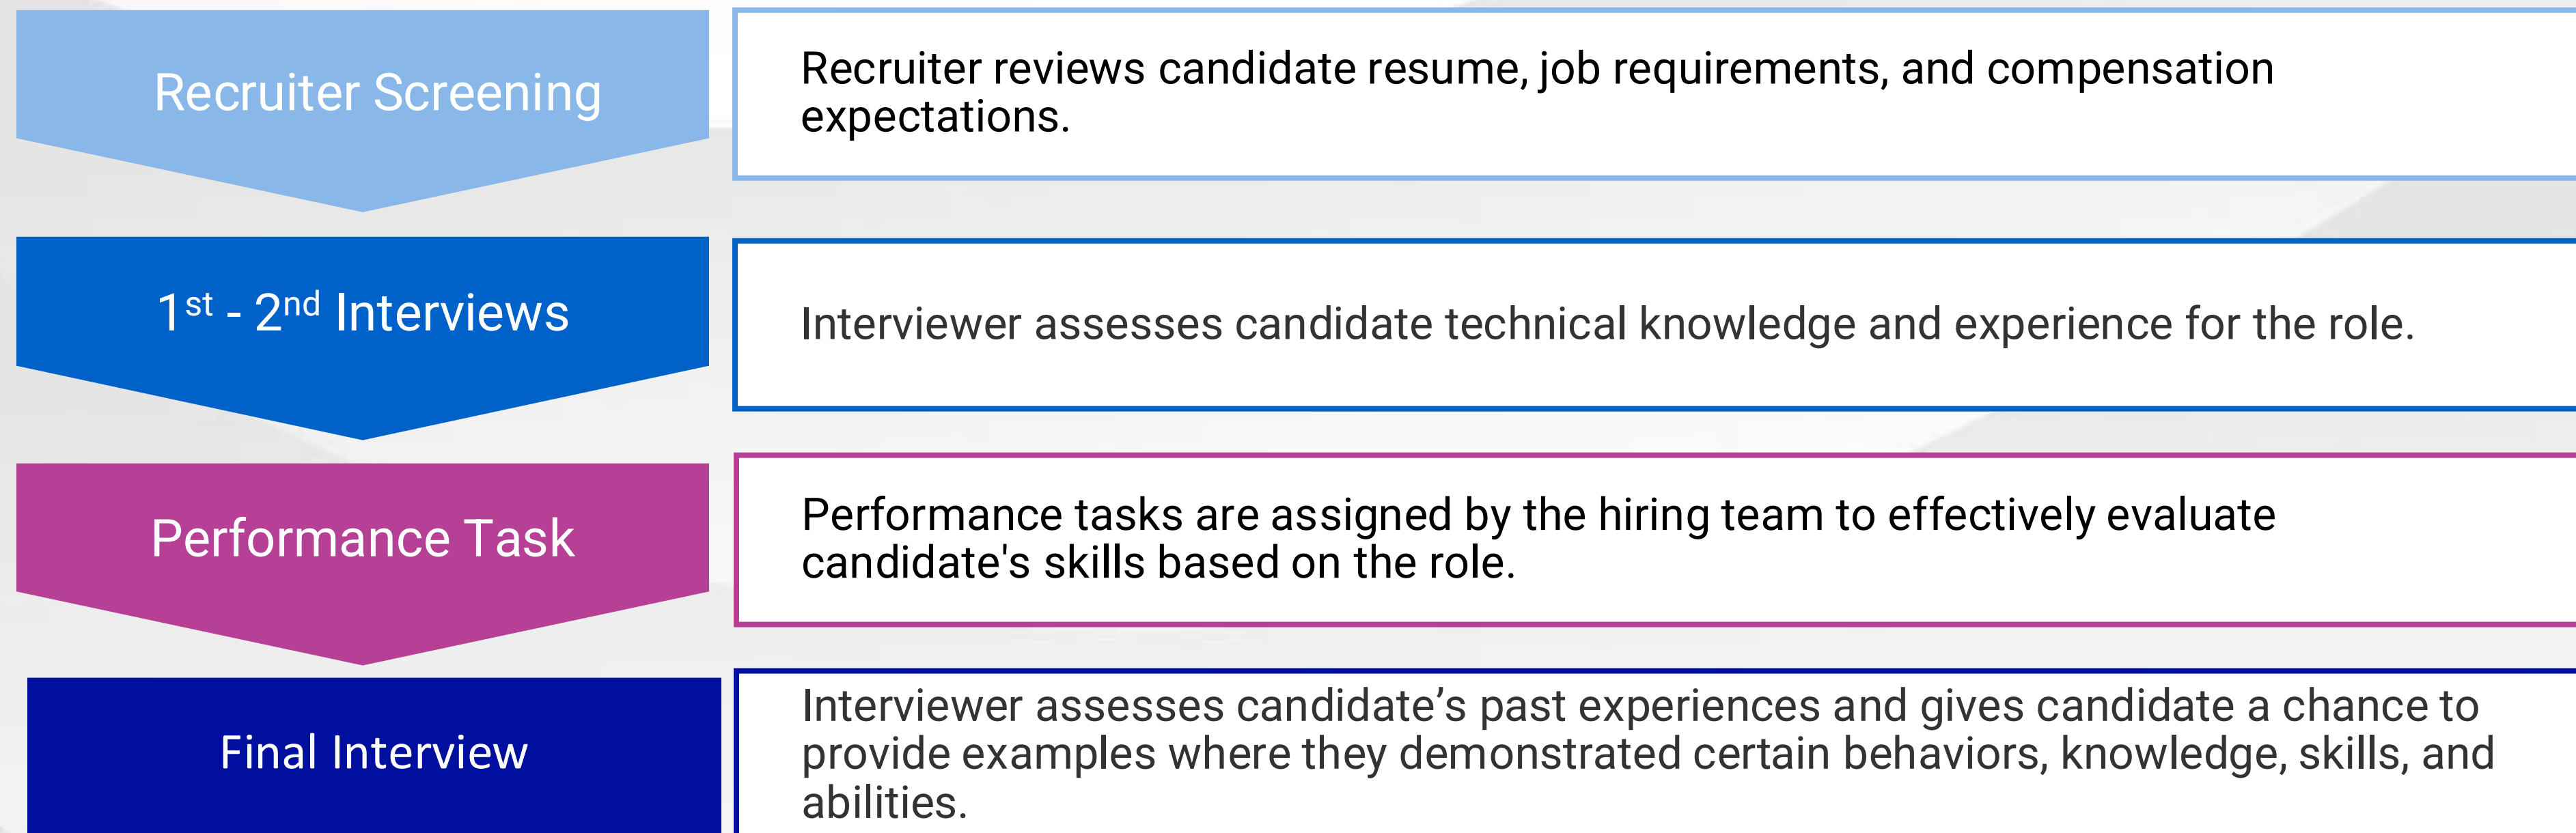 Recruiter Screening
Recruiter reviews candidate resume, job requirements, and compensation
expectations.
1st - 2nd Interviews
Interviewer assesses candidate technical knowledge and experience for the role.
Performance Task
Performance tasks are assigned by the hiring team to effectively evaluate
candidate's skills based on the role.
Final Interview
Interviewer assesses candidate’s past experiences and gives candidate a chance to
provide examples where they demonstrated certain behaviors, knowledge, skills, and
abilities.